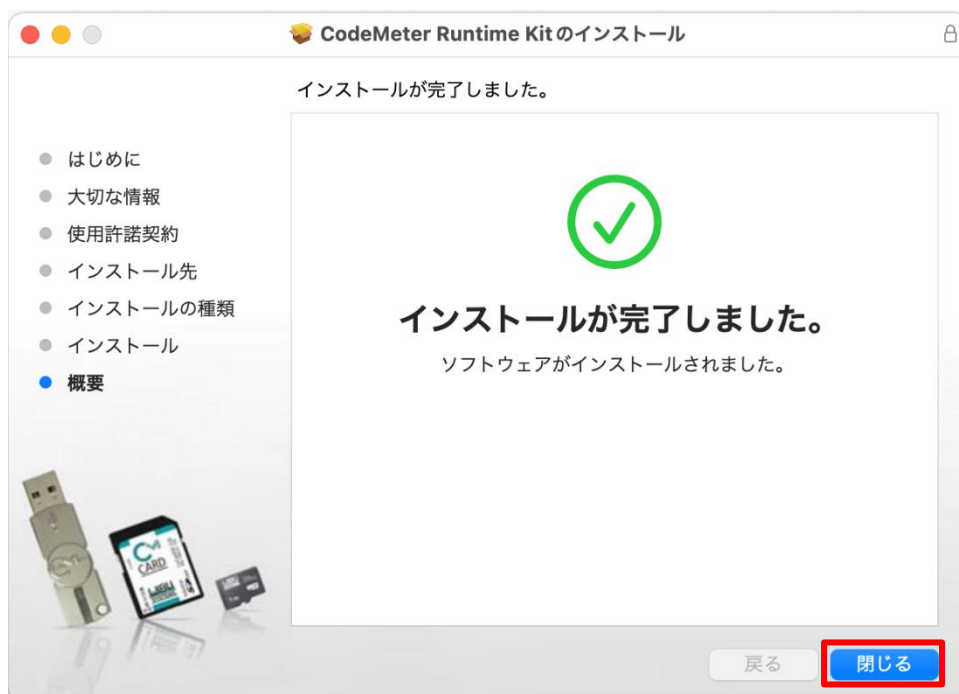 CodeMeter Runtime Kitのインストール
インストールが完了しました。
はじめに
大切な情報
使用許諾契約
インストール先
インストールの種類
インストール
概要
インストールが完了しました。
ソフトウェアがインストールされました。
CM
CARD
WIBU
戻る
閉じる